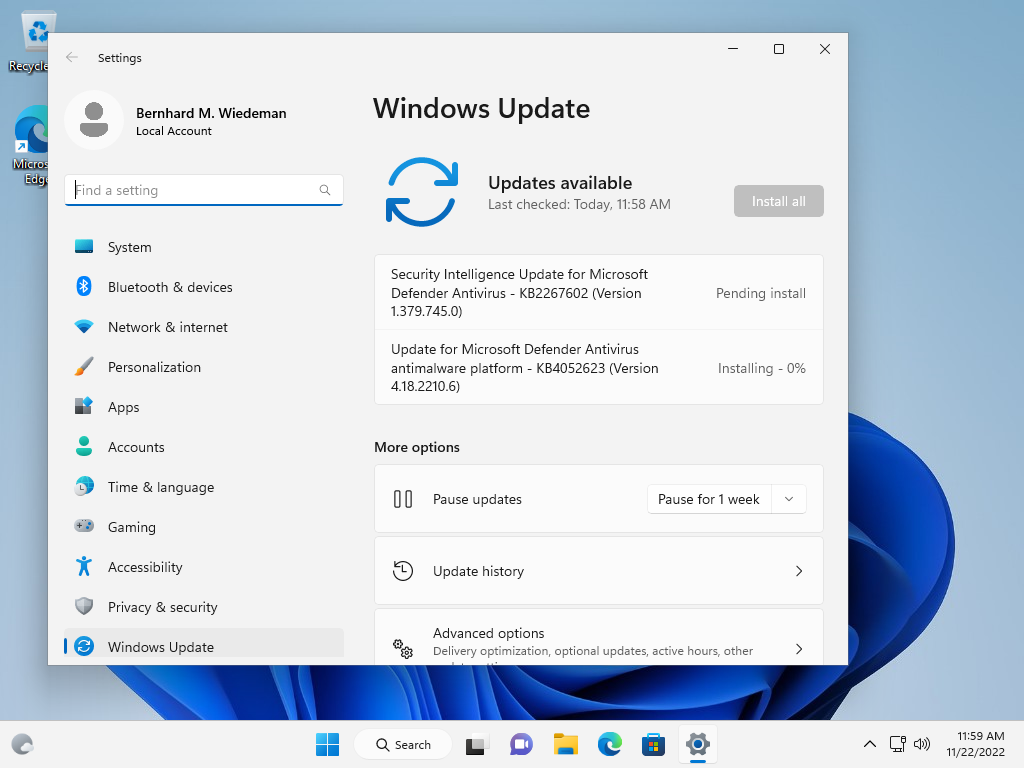 Recycle
Micros
Edge
Settings
Bernhard M. Wiedeman
Local Account
Find a setting
System
Bluetooth & devices
Network & internet
Personalization
Apps
Accounts
Time & language
Gaming
Accessibility
Privacy & security
Windows Update
Windows Update
Updates available
Last checked: Today, 11:58 AM
Install all
Security Intelligence Update for Microsoft
Defender Antivirus - KB2267602 (Version
1.379.745.0)
Pending install
Update for Microsoft Defender Antivirus
antimalware platform - KB4052623 (Version
4.18.2210.6)
Installing - 0%
More options
Pause updates
Pause for 1 week
Update history
Advanced options
Delivery optimization, optional updates, active hours, other
Search
11:59 AM
11/22/2022